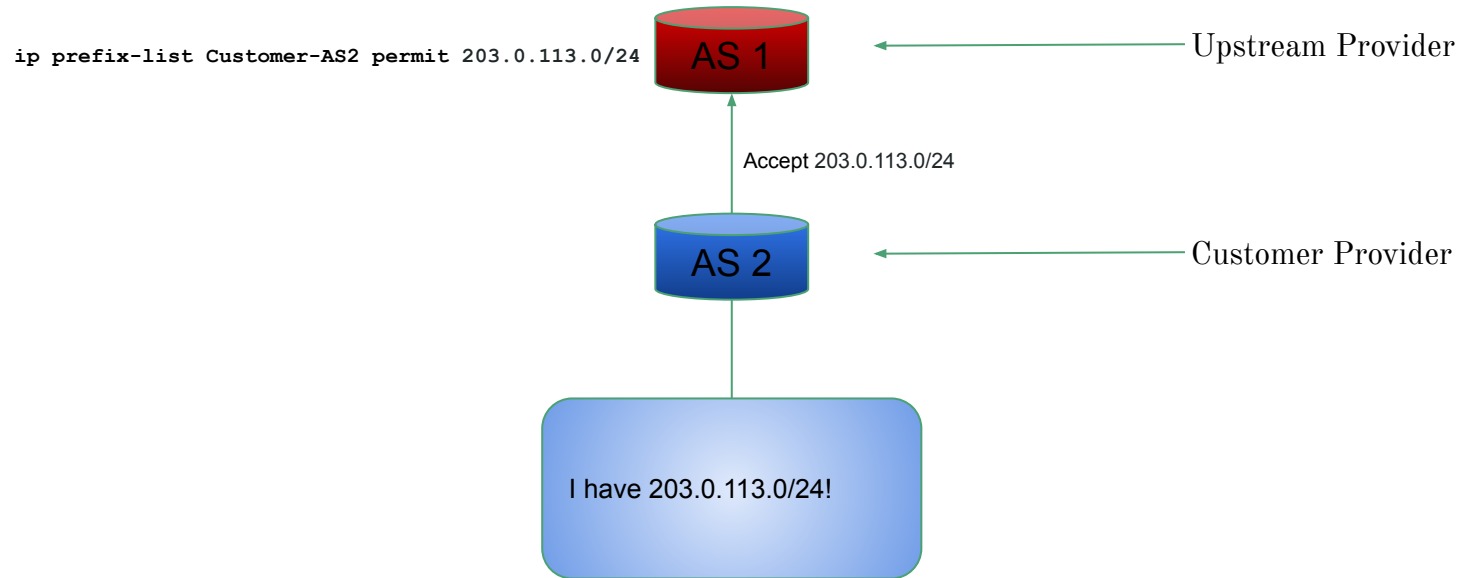 ip prefix-list Customer-AS2 permit 203.0.113.0/24
AS 1
Upstream Provider
Accept 203.0.113.0/24
AS 2
Customer Provider
I have 203.0.113.0/24!